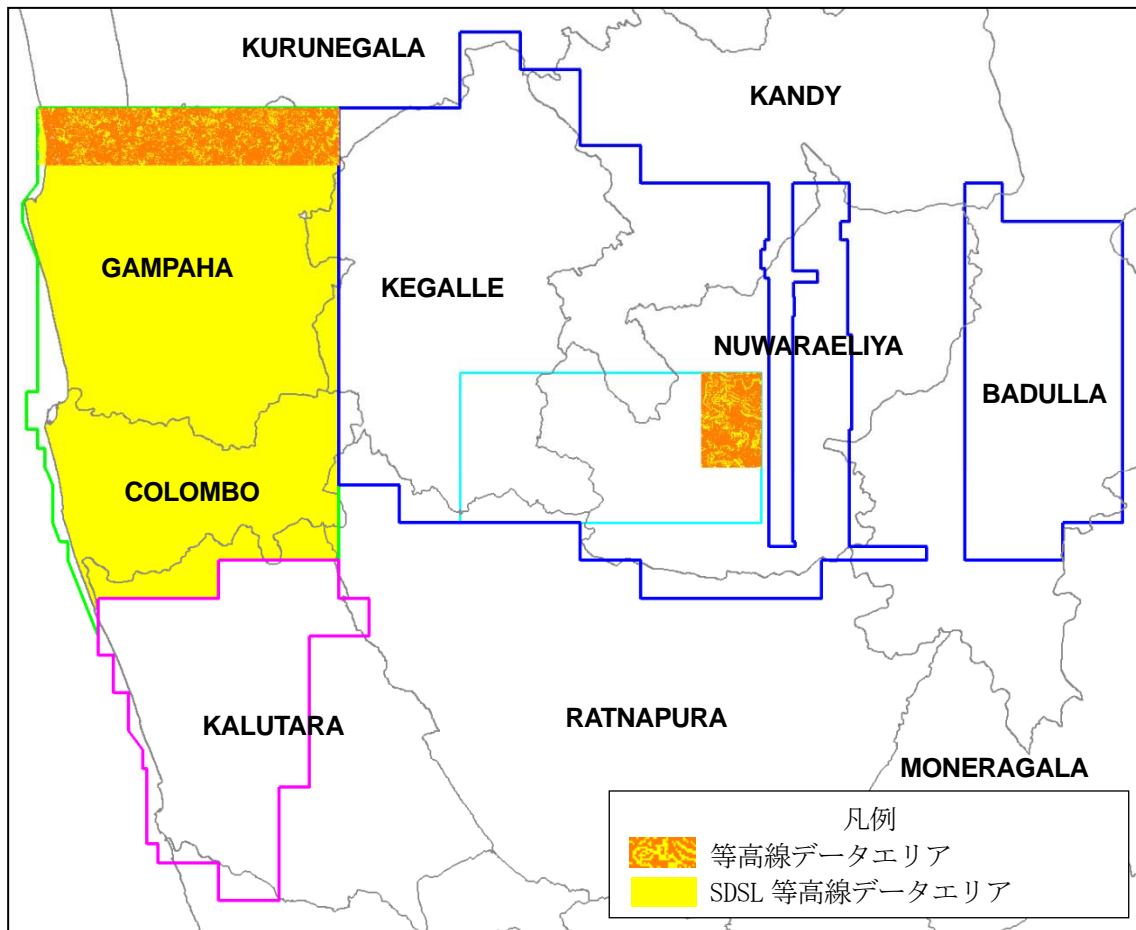 KURUNEGALA
KANDY
GAMPAHA
KEGALLE
NUWARAELIYA
BADULLA
COLOMBO
KALUTARA
RATNAPURA
MONERAGALA
凡例
等高線データエリア
SDSL 等高線データエリア